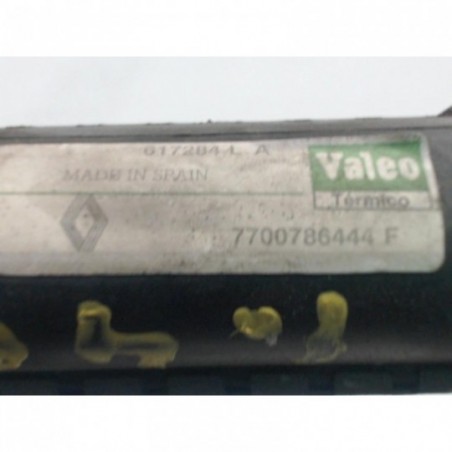 617284 L A
MADE IN SPAIN
Valeo
Térmico
7700786444 F